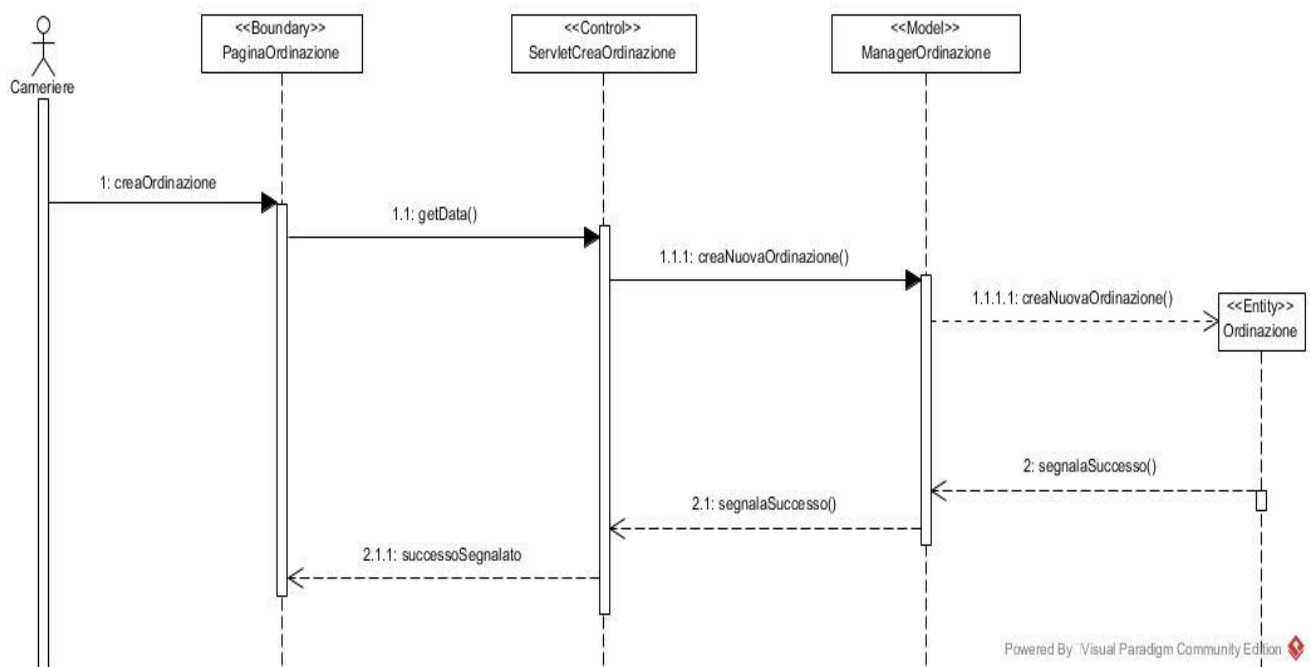 <<Boundary>>
PaginaOrdinazione
<<Control>>
ServletCreaOrdinazione
<<Model>>
ManagerOrdinazione
Cameriere
1: creaOrdinazione
1.1: getData()
1.1.1: creaNuovaOrdinazione()
1.1.1.1: creaNuovaOrdinazione()
<<Entity>>
Ordinazione
2: segnalaSuccesso()
2.1: segnalaSuccesso()
2.1.1: successoSegnalato
Powered By Visual Paradigm Community Edition